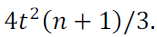 4t²(n + 1)/3.